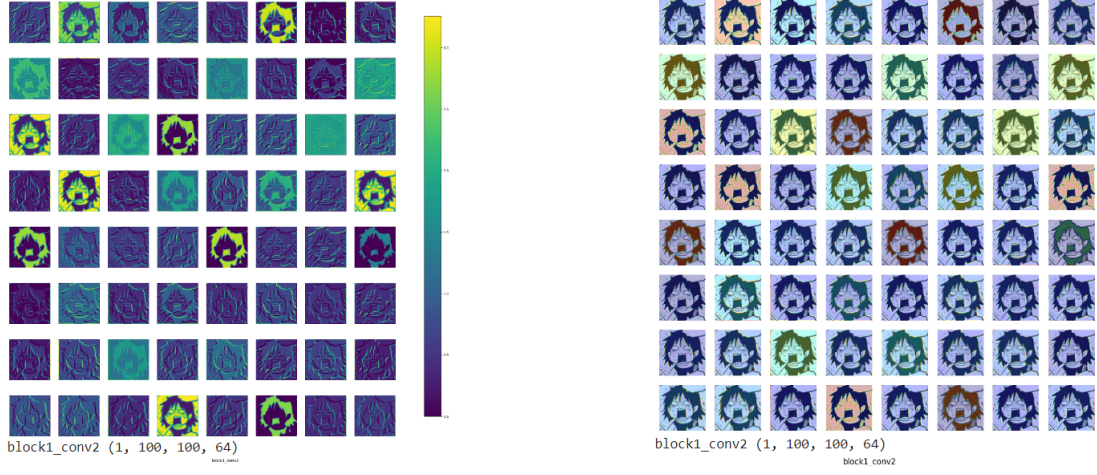 block1_conv2 (1, 100, 100, 64)
block1_conv2
block1_conv2 (1, 100, 100, 64)
block1_conv2